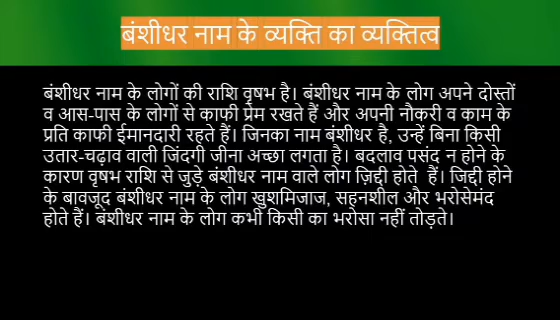 बंशीधर नाम के व्यक्ति का व्यक्तित्व
बंशीधर नाम के लोगों की राशि वृषभ है। बंशीधर नाम के लोग अपने दोस्तों
व आस-पास के लोगों से काफी प्रेम रखते हैं और अपनी नौकरी व काम के
प्रति काफी ईमानदारी रहते हैं। जिनका नाम बंशीधर है, उन्हें बिना किसी
उतार-चढ़ाव वाली जिंदगी जीना अच्छा लगता है। बदलाव पसंद न होने के
कारण वृषभ राशि से जुड़े बंशीधर नाम वाले लोग ज़िद्दी होते हैं। जिद्दी होने
के बावजूद बंशीधर नाम के लोग खुशमिजाज, सहनशील और भरोसेमंद
होते हैं। बंशीधर नाम के लोग कभी किसी का भरोसा नहीं तोड़ते।